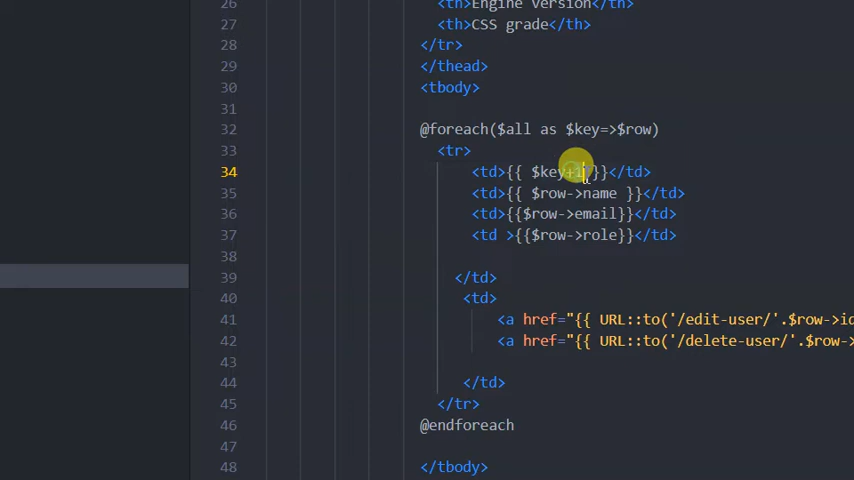 26 <th>Engine version</th>
27 <th>CSS grade</th>
28 </tr>
29 </thead>
30 <tbody>
31
32 @foreach($all as $key=>$row)
33 <tr>
34 <td>{{ $key+1 }}</td>
35 <td>{{ $row->name }}</td>
36 <td>{{$row->email}}</td>
37 <td >{{$row->role}}</td>
38
39 </td>
40 <td>
41 <a href="{{ URL::to('/edit-user/'.$row->id
42 <a href="{{ URL::to('/delete-user/'.$row->
43
44 </td>
45 </tr>
46 @endforeach
47
48 </tbody>